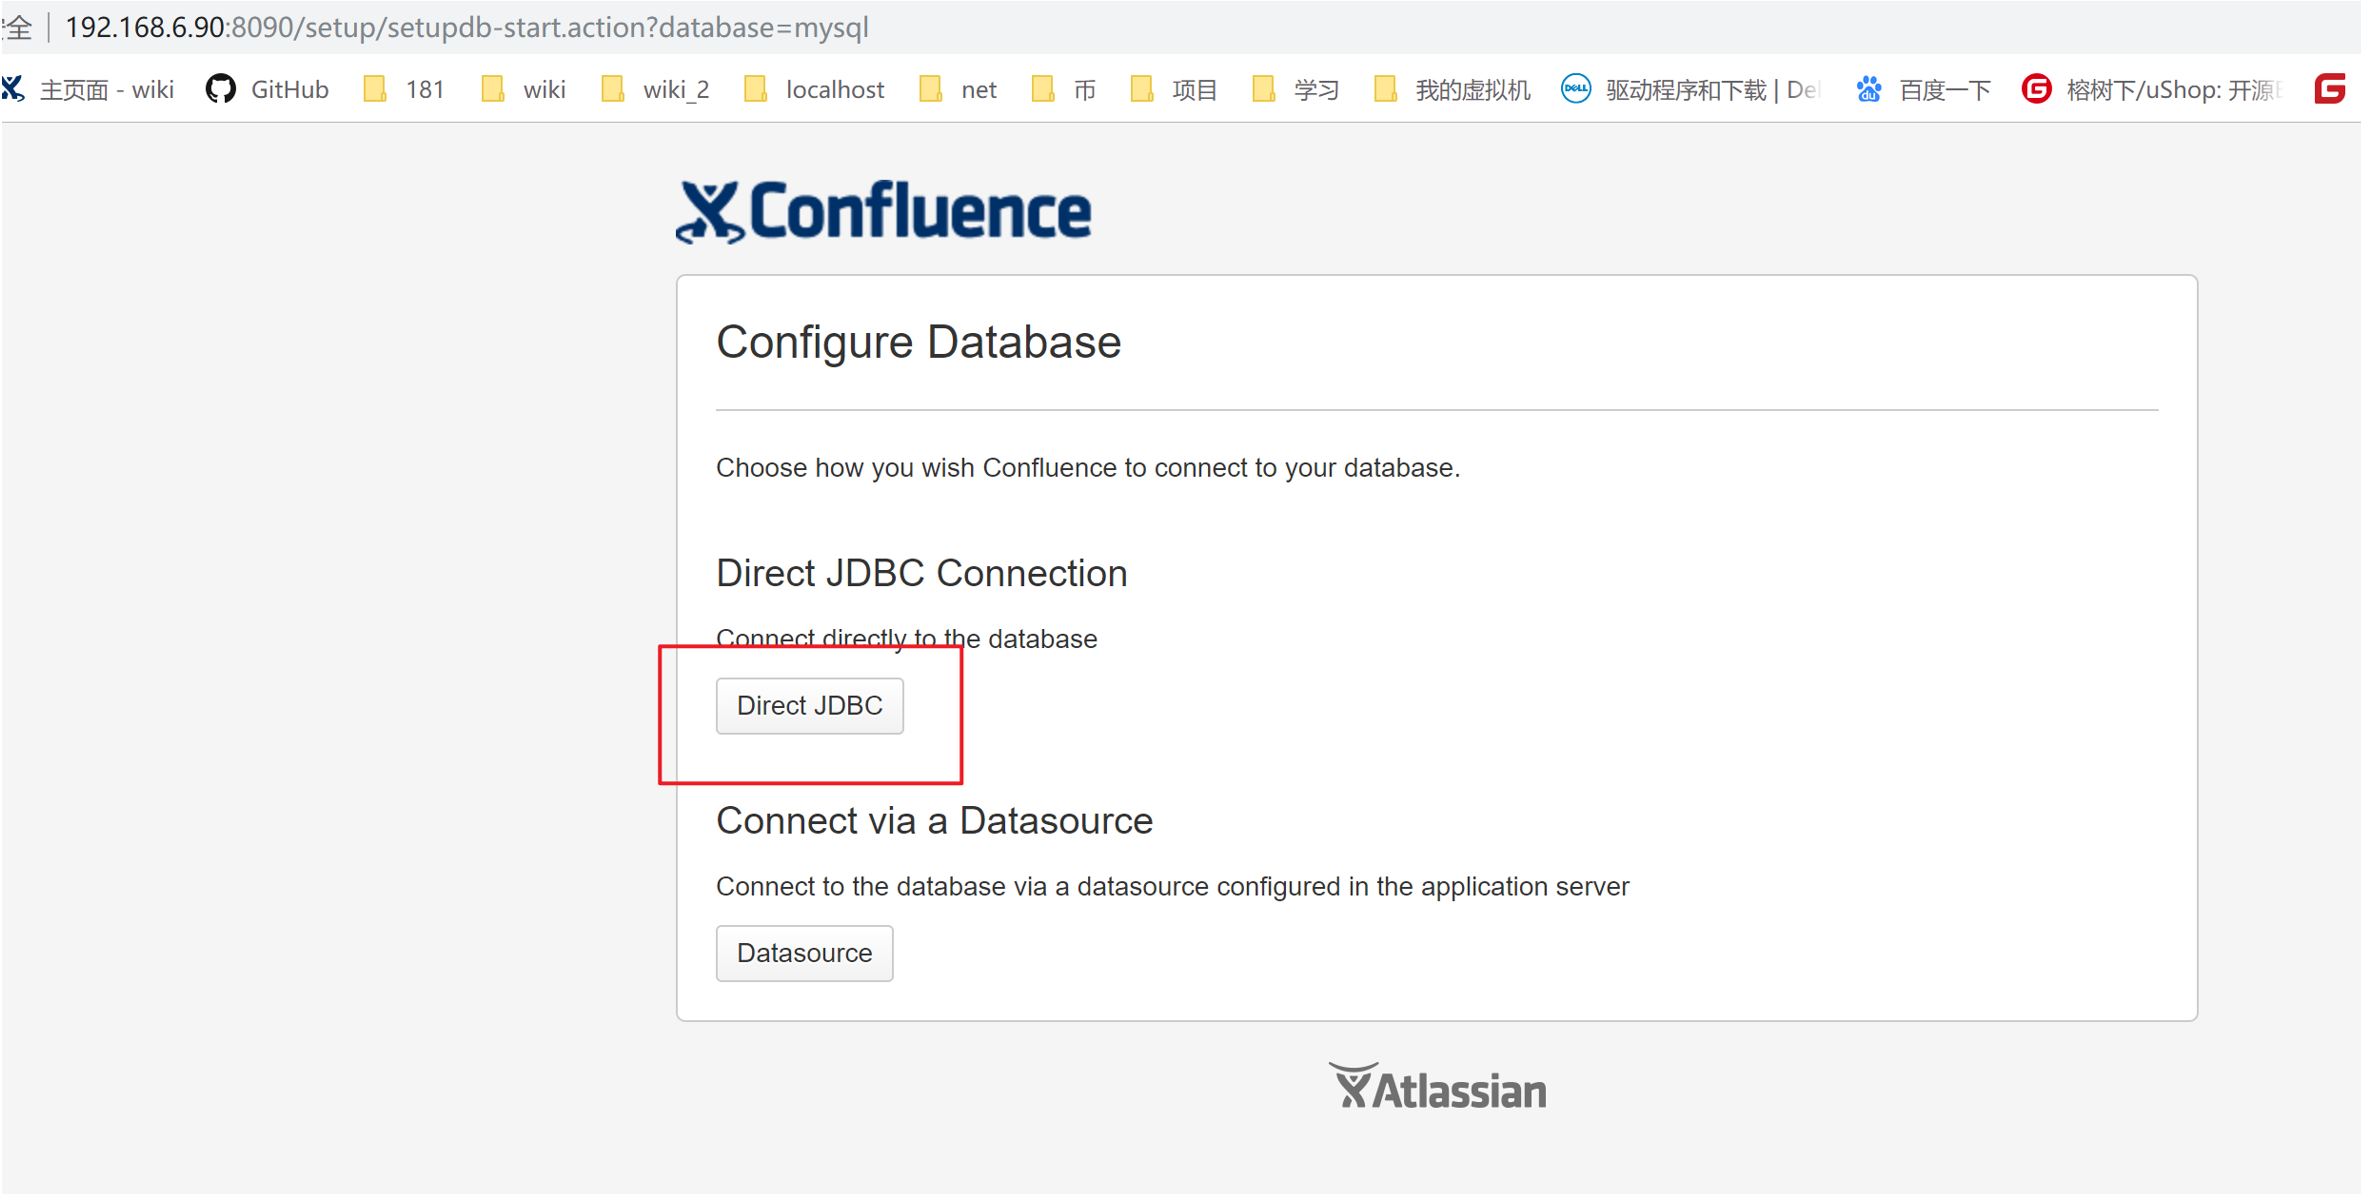 全 | 192.168.6.90:8090/setup/setupdb-start.action?database=mysql
主页面 - wiki GitHub 181 wiki wiki_2 localhost net 币 项目 学习 我的虚拟机 DELL 驱动程序和下载 | Del du 百度一下 G 榕树下/uShop: 开源 G
Confluence
Configure Database
Choose how you wish Confluence to connect to your database.
Direct JDBC Connection
Connect directly to the database
Direct JDBC
Connect via a Datasource
Connect to the database via a datasource configured in the application server
Datasource
Atlassian